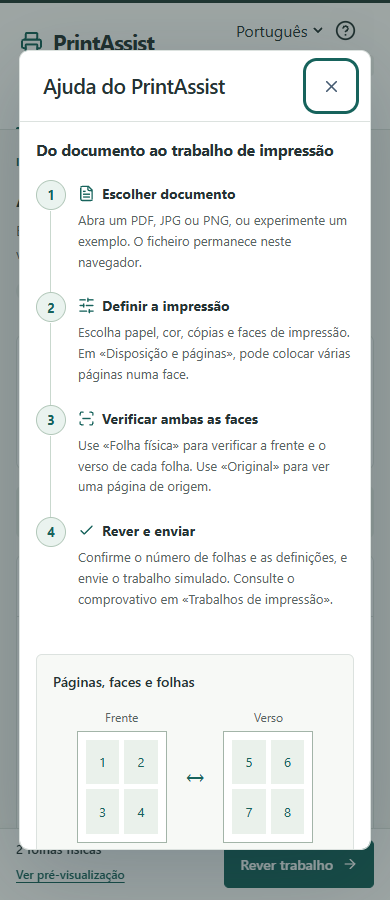 Português
PrintAssist
Ajuda do PrintAssist
Do documento ao trabalho de impressão
1 Escolher documento
Abra um PDF, JPG ou PNG, ou experimente um
exemplo. O ficheiro permanece neste
navegador.
2 Definir a impressão
Escolha papel, cor, cópias e faces de impressão.
Em «Disposição e páginas», pode colocar várias
páginas numa face.
3 Verificar ambas as faces
Use «Folha física» para verificar a frente e o
verso de cada folha. Use «Original» para ver
uma página de origem.
4 Rever e enviar
Confirme o número de folhas e as definições, e
envie o trabalho simulado. Consulte o
comprovativo em «Trabalhos de impressão».
Páginas, faces e folhas
Frente Verso
1 2 5 6
3 4 7 8
2 folhas físicas
Ver pré-visualização
Rever trabalho